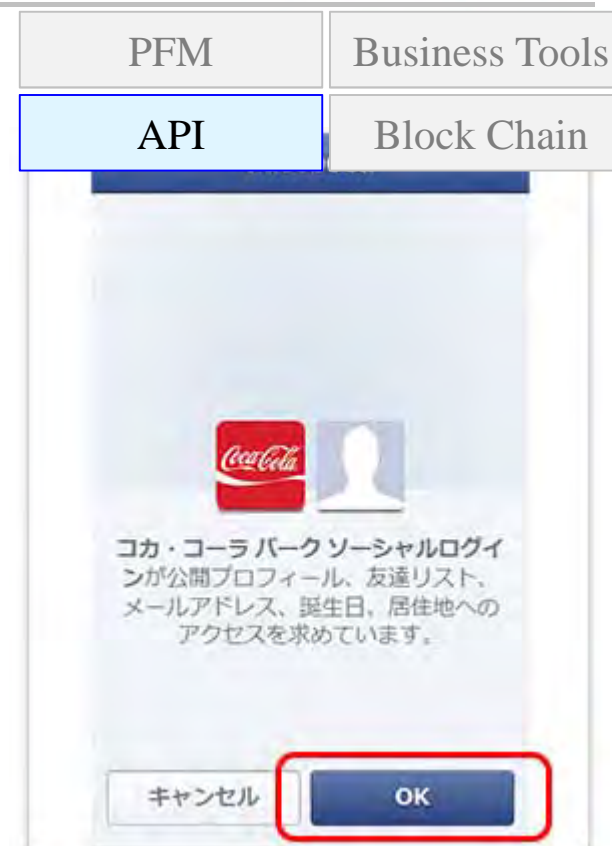 PFM
Business Tools
API
Block Chain
Coca-Cola
コカ・コーラ パーク ソーシャルログイ
ンが公開プロフィール、友達リスト、
メールアドレス、誕生日、居住地への
アクセスを求めています。
キャンセル
OK